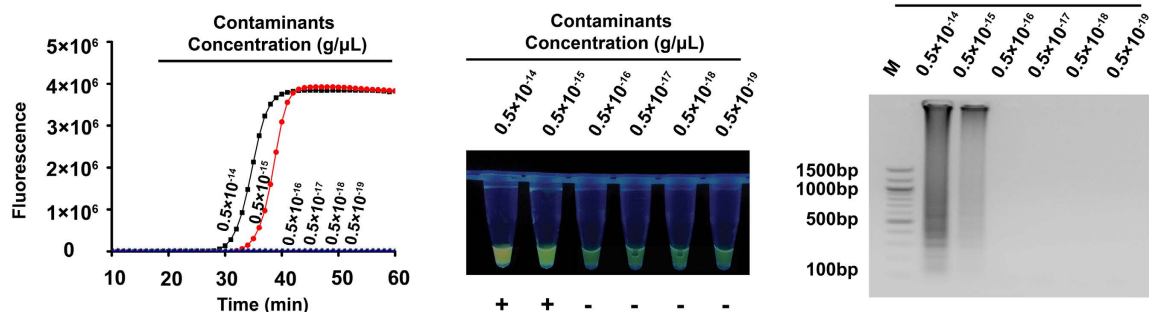 Contaminants
Concentration (g/µL)
5×10⁶
4×10⁶
3×10⁶
2×10⁶
1×10⁶
0
Fluorescence
0.5×10⁻¹⁴
0.5×10⁻¹⁵
0.5×10⁻¹⁶
0.5×10⁻¹⁷
0.5×10⁻¹⁸
0.5×10⁻¹⁹
10 20 30 40 50 60
Time (min)
Contaminants
Concentration (g/µL)
0.5×10⁻¹⁴
0.5×10⁻¹⁵
0.5×10⁻¹⁶
0.5×10⁻¹⁷
0.5×10⁻¹⁸
0.5×10⁻¹⁹
+ + - - - -
M
0.5×10⁻¹⁴
0.5×10⁻¹⁵
0.5×10⁻¹⁶
0.5×10⁻¹⁷
0.5×10⁻¹⁸
0.5×10⁻¹⁹
1500bp
1000bp
500bp
100bp